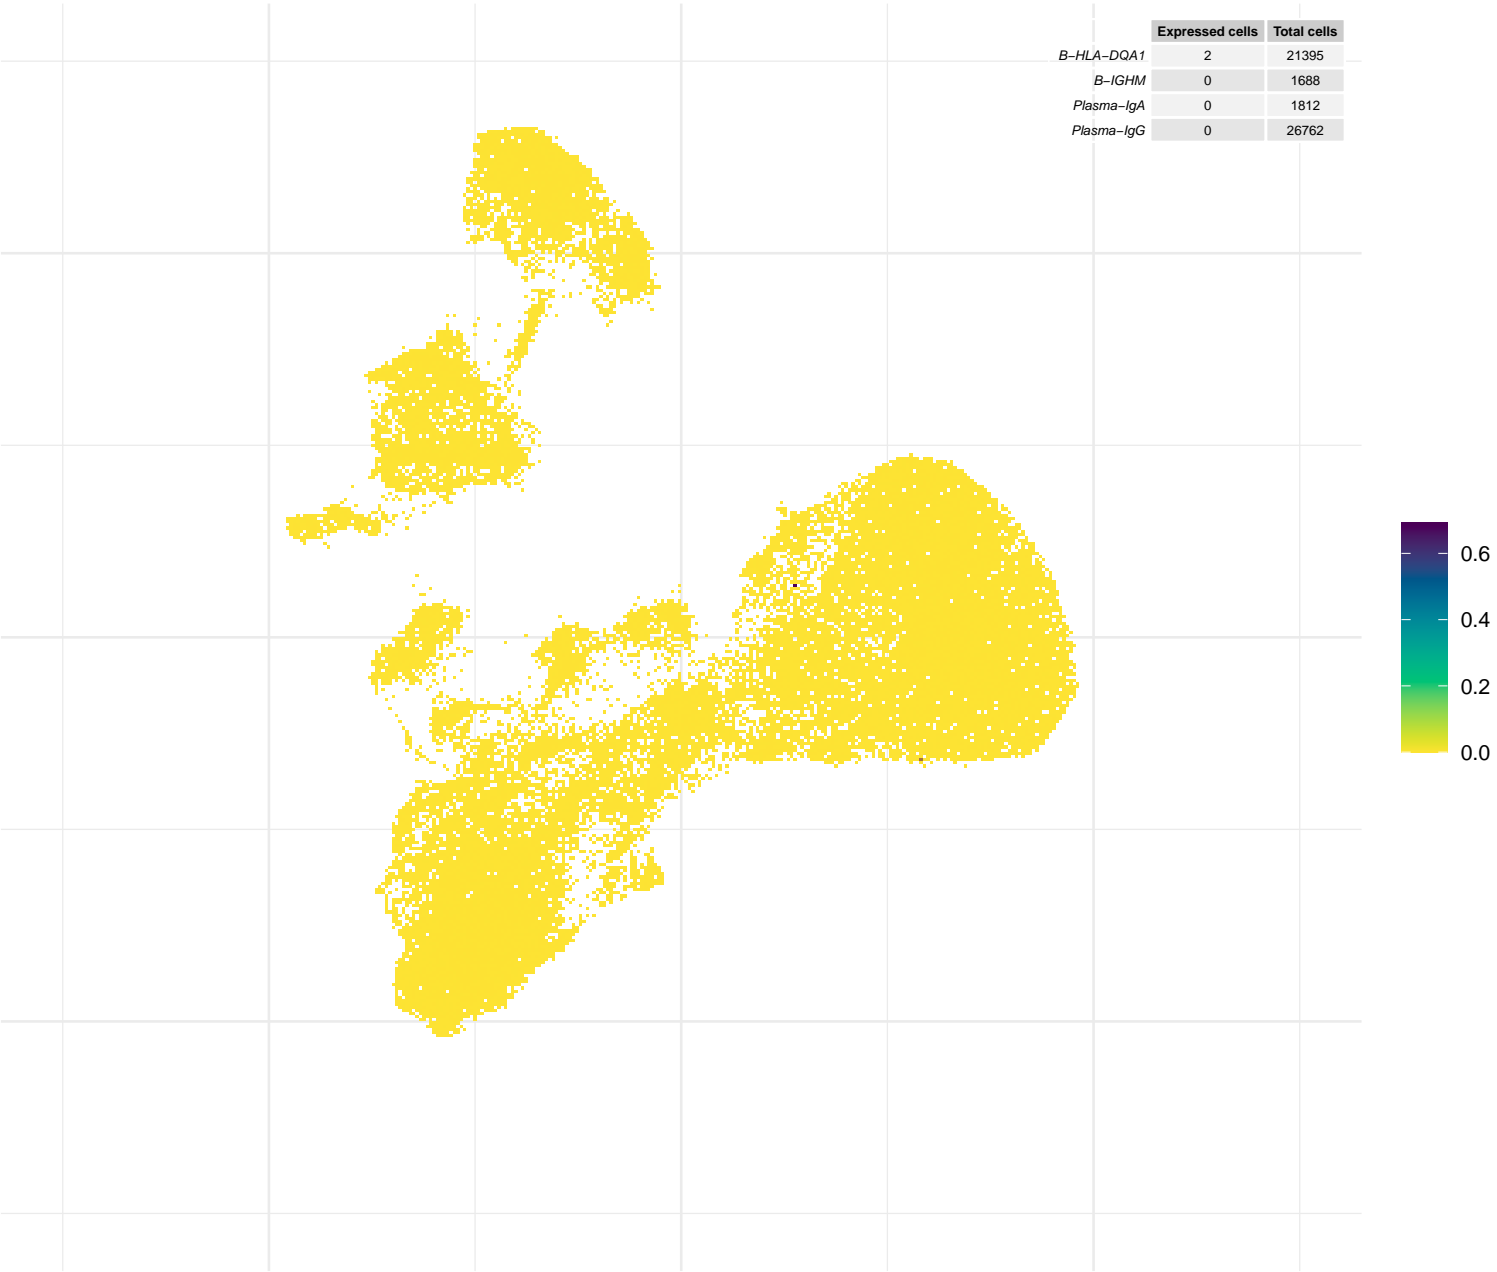 Expressed cells Total cells
B−HLA−DQA1 2 21395
B−IGHM 0 1688
Plasma−IgA 0 1812
Plasma−IgG 0 26762
0.6
0.4
0.2
0.0